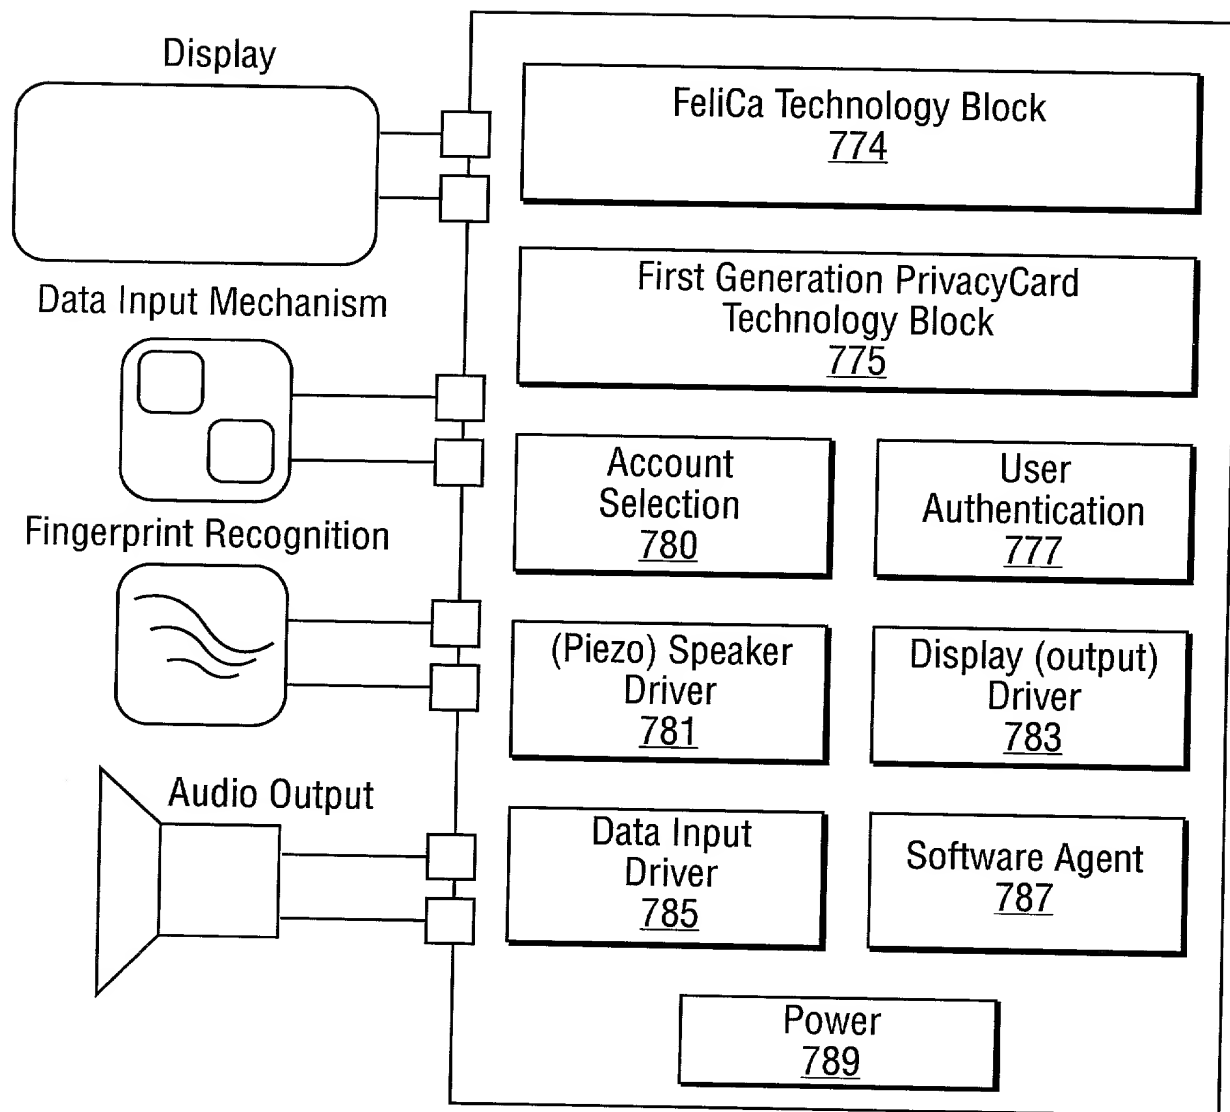 Display
FeliCa Technology Block
774
First Generation PrivacyCard
Technology Block
775
Data Input Mechanism
Account
Selection
780
User
Authentication
777
Fingerprint Recognition
(Piezo) Speaker
Driver
781
Display (output)
Driver
783
Audio Output
Data Input
Driver
785
Software Agent
787
Power
789